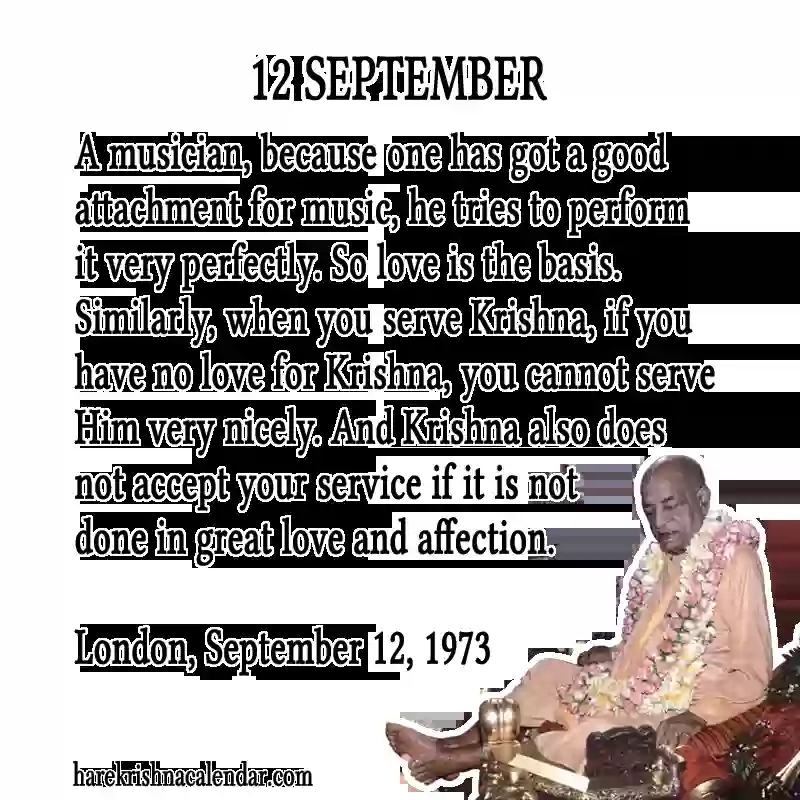 12 SEPTEMBER
A musician, because one has got a good
attachment for music, he tries to perform
it very perfectly. So love is the basis.
Similarly, when you serve Krishna, if you
have no love for Krishna, you cannot serve
Him very nicely. And Krishna also does
not accept your service if it is not
done in great love and affection.
London, September 12, 1973
harekrishnacalendar.com